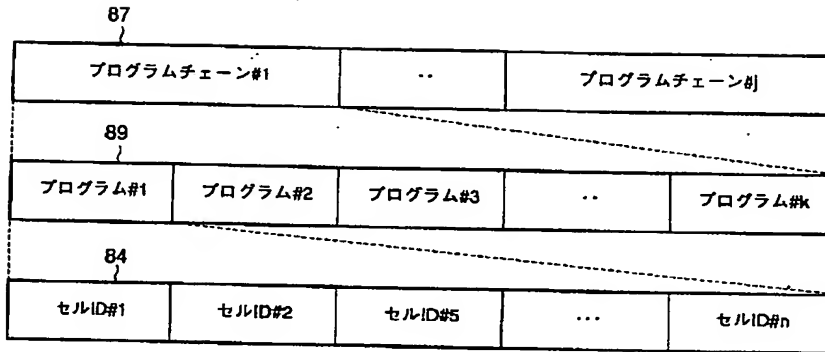 87
プログラムチェーン#1 ・・ プログラムチェーン#j
89
プログラム#1 プログラム#2 プログラム#3 ・・ プログラム#k
84
セルID#1 セルID#2 セルID#5 ・・・ セルID#n